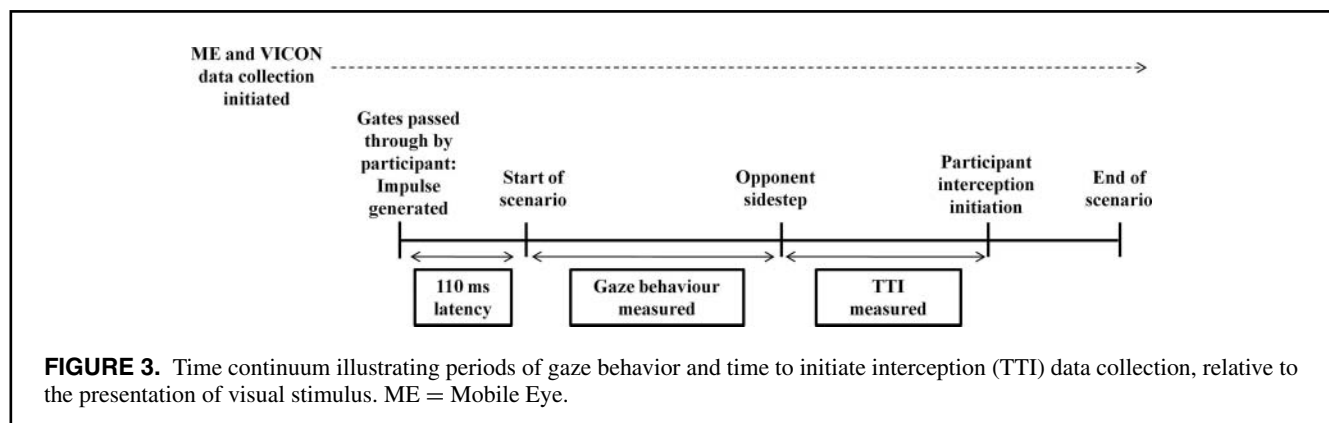 ME and VICON
data collection
initiated
Gates passed
through by
participant:
Impulse
generated
Start of
scenario
Opponent
sidestep
Participant
interception
initiation
End of
scenario
110 ms
latency
Gaze behaviour
measured
TTI
measured
FIGURE 3. Time continuum illustrating periods of gaze behavior and time to initiate interception (TTI) data collection, relative to
the presentation of visual stimulus. ME = Mobile Eye.